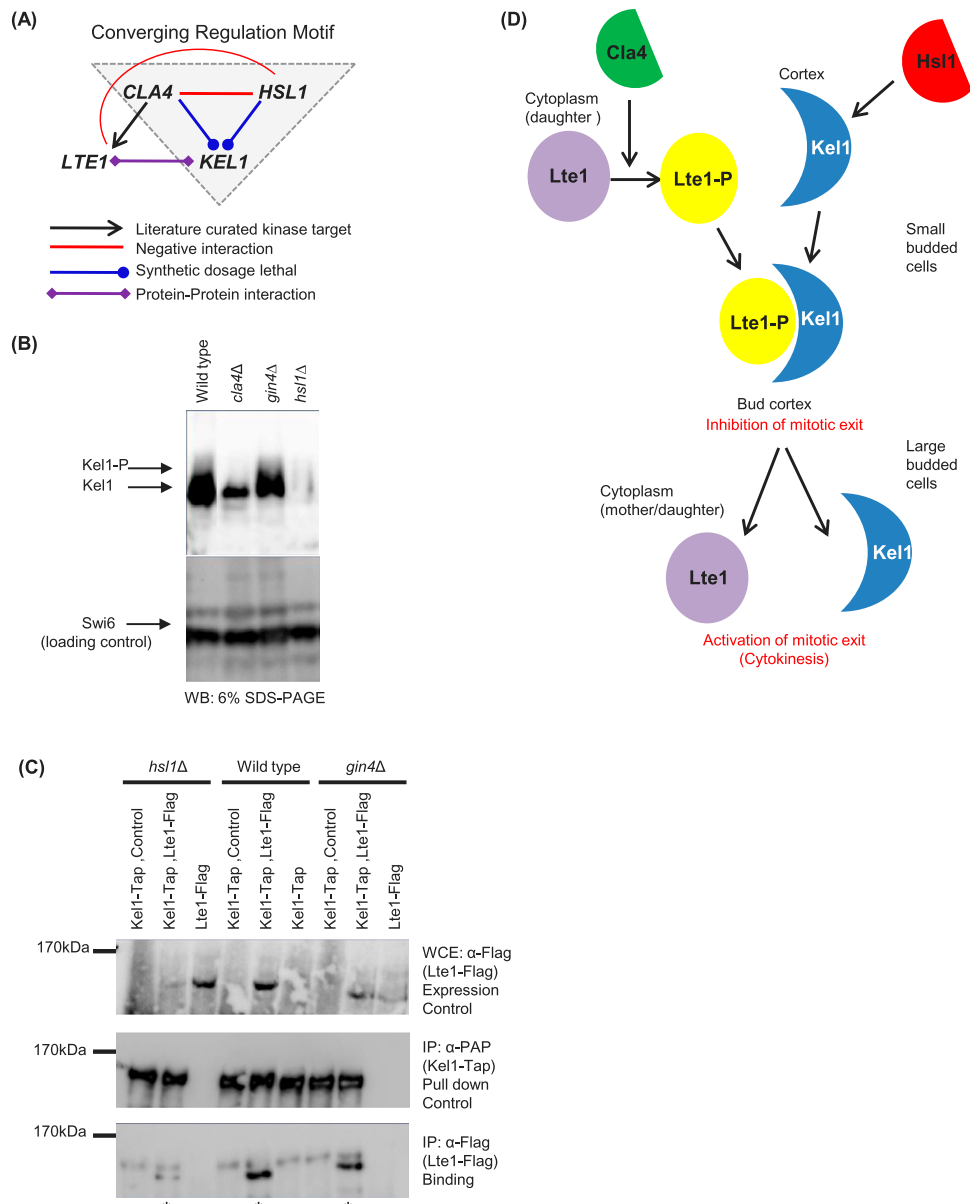 (A)
Converging Regulation Motif
CLA4
HSL1
LTE1
KEL1
Literature curated kinase target
Negative interaction
Synthetic dosage lethal
Protein-Protein interaction
(B)
Wild type
cla4Δ
gin4Δ
hsl1Δ
Kel1-P
Kel1
Swi6
(loading control)
WB: 6% SDS-PAGE
(C)
hsl1Δ
Wild type
gin4Δ
Kel1-Tap ,Control
Kel1-Tap ,Lte1-Flag
Lte1-Flag
Kel1-Tap ,Control
Kel1-Tap ,Lte1-Flag
Kel1-Tap
Kel1-Tap ,Control
Kel1-Tap ,Lte1-Flag
Lte1-Flag
170kDa
WCE: α-Flag
(Lte1-Flag)
Expression
Control
170kDa
IP: α-PAP
(Kel1-Tap)
Pull down
Control
170kDa
IP: α-Flag
(Lte1-Flag)
Binding
* * *
(D)
Cla4
Hsl1
Cortex
Cytoplasm
(daughter )
Kel1
Lte1
Lte1-P
Small
budded
cells
Lte1-P
Kel1
Bud cortex
Inhibition of mitotic exit
Large
budded
cells
Cytoplasm
(mother/daughter)
Kel1
Lte1
Activation of mitotic exit
(Cytokinesis)